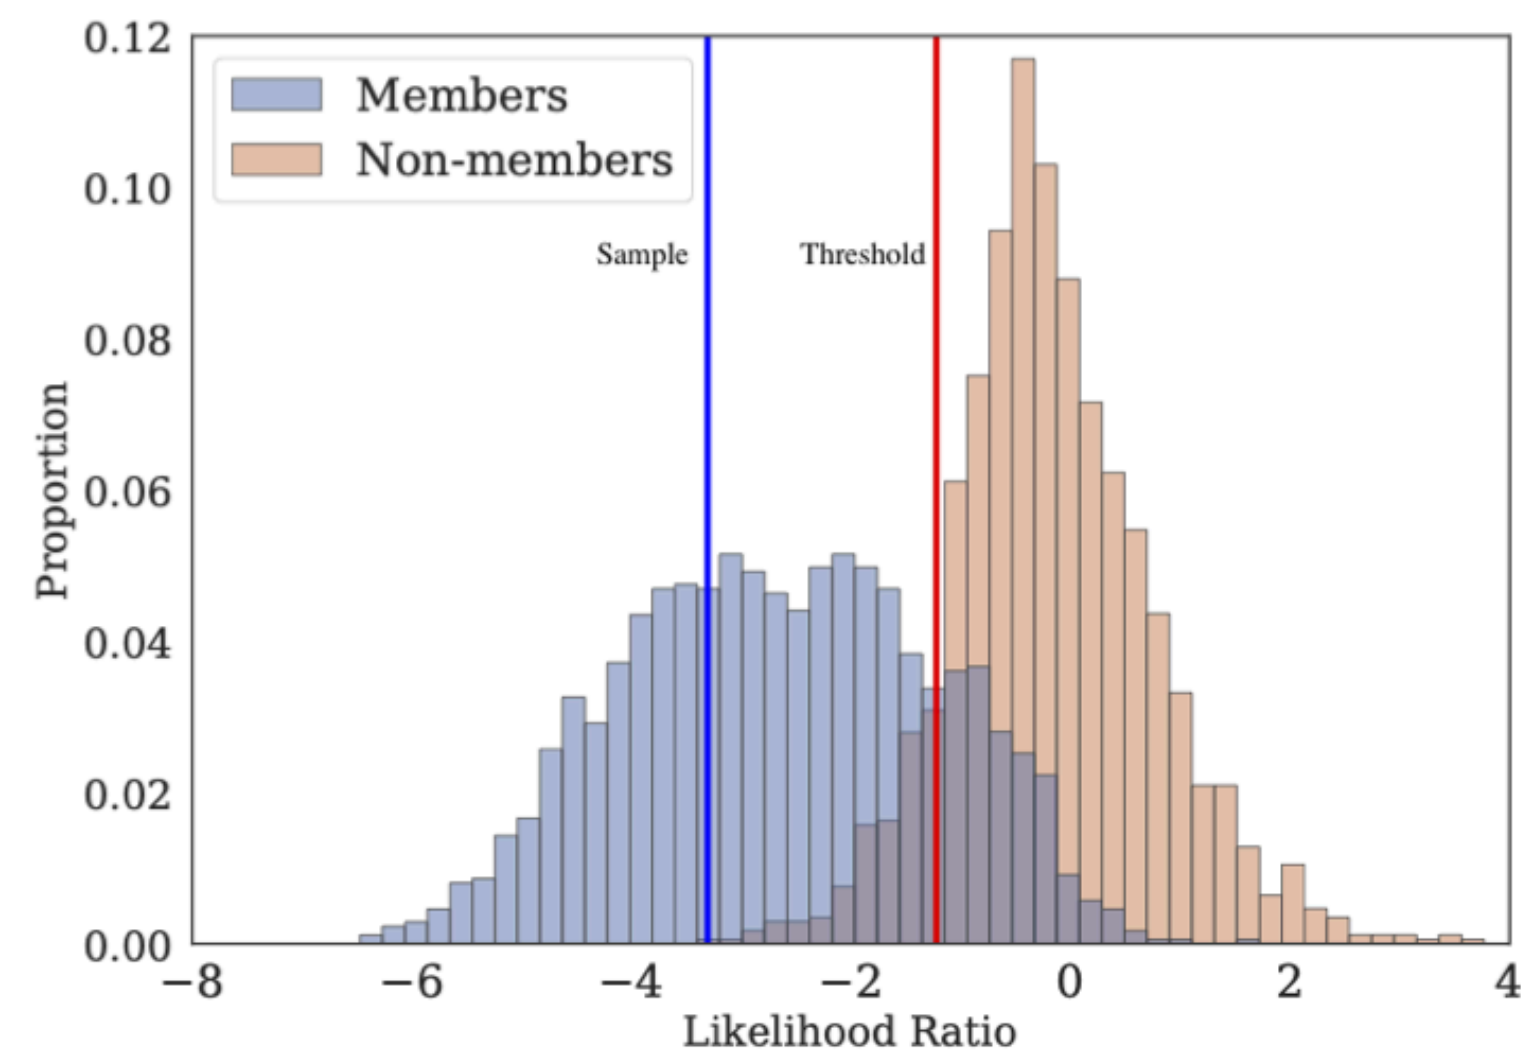 0.12
0.10
0.08
0.06
0.04
0.02
0.00
Proportion
Members
Non-members
Sample
Threshold
−8 −6 −4 −2 0 2 4
Likelihood Ratio